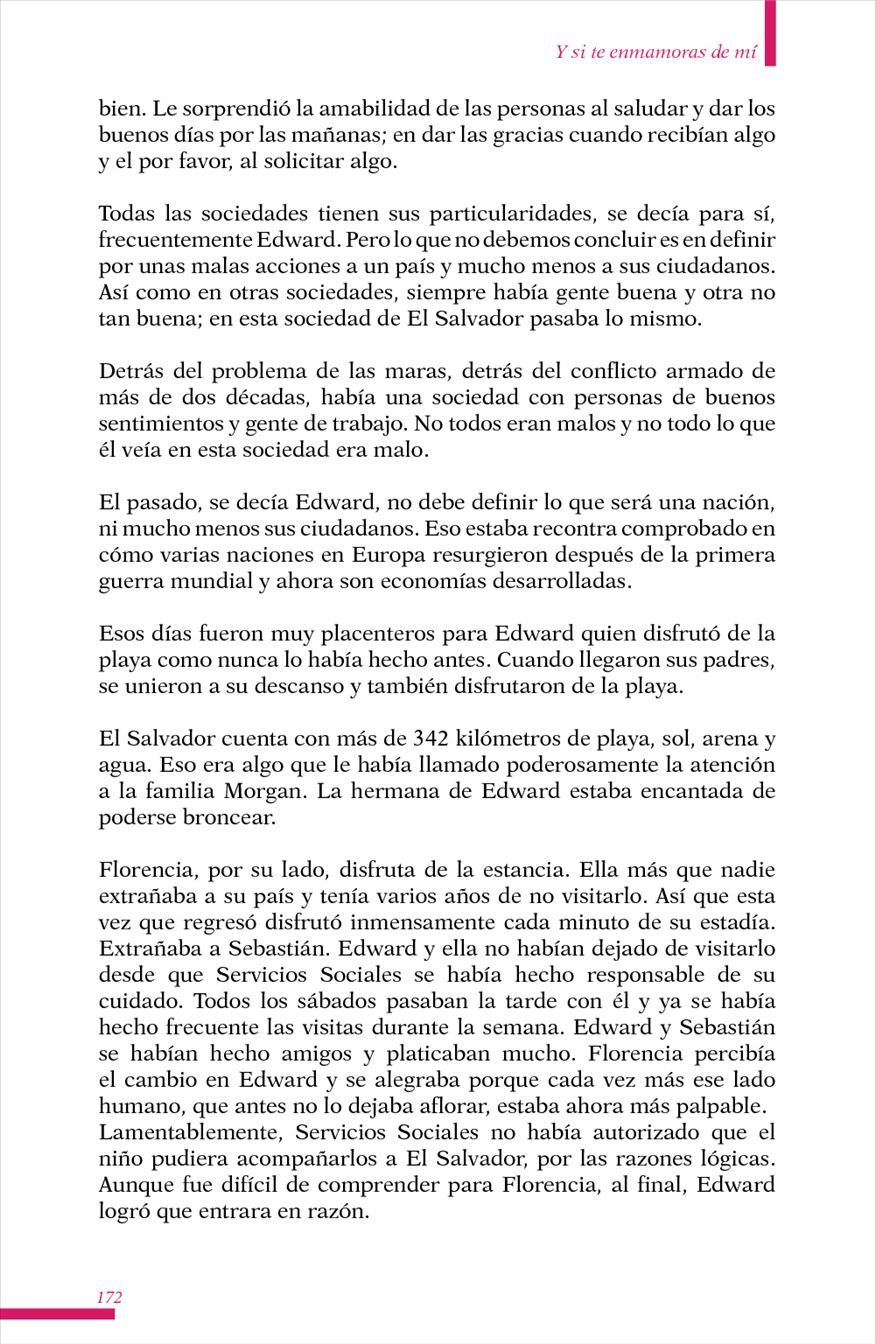 Y si te enmamoras de mí
bien. Le sorprendió la amabilidad de las personas al saludar y dar los
buenos días por las mañanas; en dar las gracias cuando recibían algo
y el por favor, al solicitar algo.
Todas las sociedades tienen sus particularidades, se decía para sí,
frecuentemente Edward. Pero lo que no debemos concluir es en definir
por unas malas acciones a un país y mucho menos a sus ciudadanos.
Así como en otras sociedades, siempre había gente buena y otra no
tan buena; en esta sociedad de El Salvador pasaba lo mismo.
Detrás del problema de las maras, detrás del conflicto armado de
más de dos décadas, había una sociedad con personas de buenos
sentimientos y gente de trabajo. No todos eran malos y no todo lo que
él veía en esta sociedad era malo.
El pasado, se decía Edward, no debe definir lo que será una nación,
ni mucho menos sus ciudadanos. Eso estaba recontra comprobado en
cómo varias naciones en Europa resurgieron después de la primera
guerra mundial y ahora son economías desarrolladas.
Esos días fueron muy placenteros para Edward quien disfrutó de la
playa como nunca lo había hecho antes. Cuando llegaron sus padres,
se unieron a su descanso y también disfrutaron de la playa.
El Salvador cuenta con más de 342 kilómetros de playa, sol, arena y
agua. Eso era algo que le había llamado poderosamente la atención
a la familia Morgan. La hermana de Edward estaba encantada de
poderse broncear.
Florencia, por su lado, disfruta de la estancia. Ella más que nadie
extrañaba a su país y tenía varios años de no visitarlo. Así que esta
vez que regresó disfrutó inmensamente cada minuto de su estadía.
Extrañaba a Sebastián. Edward y ella no habían dejado de visitarlo
desde que Servicios Sociales se había hecho responsable de su
cuidado. Todos los sábados pasaban la tarde con él y ya se había
hecho frecuente las visitas durante la semana. Edward y Sebastián
se habían hecho amigos y platicaban mucho. Florencia percibía
el cambio en Edward y se alegraba porque cada vez más ese lado
humano, que antes no lo dejaba aflorar, estaba ahora más palpable.
Lamentablemente, Servicios Sociales no había autorizado que el
niño pudiera acompañarlos a El Salvador, por las razones lógicas.
Aunque fue difícil de comprender para Florencia, al final, Edward
logró que entrara en razón.
172